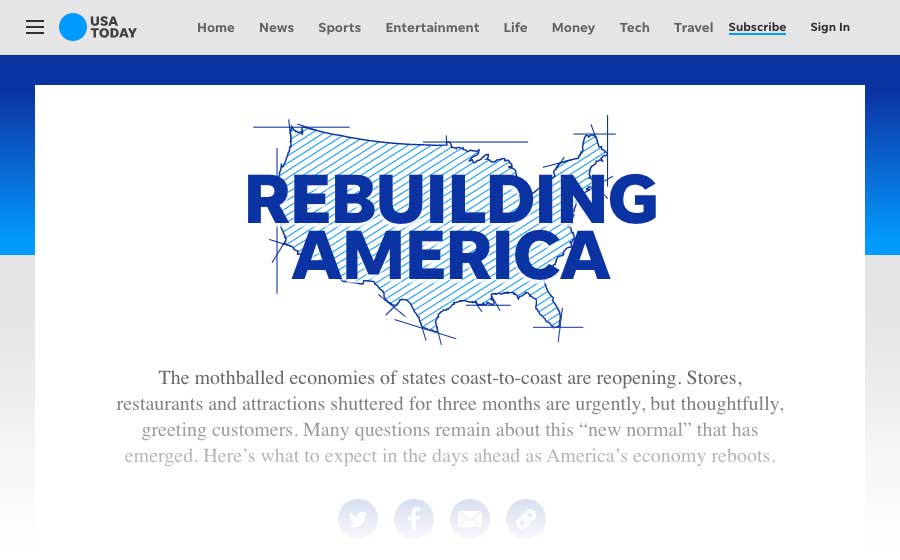 USA
TODAY
Home News Sports Entertainment Life Money Tech Travel Subscribe Sign In
REBUILDING
AMERICA
The mothballed economies of states coast-to-coast are reopening. Stores,
restaurants and attractions shuttered for three months are urgently, but thoughtfully,
greeting customers. Many questions remain about this “new normal” that has
emerged. Here’s what to expect in the days ahead as America’s economy reboots.